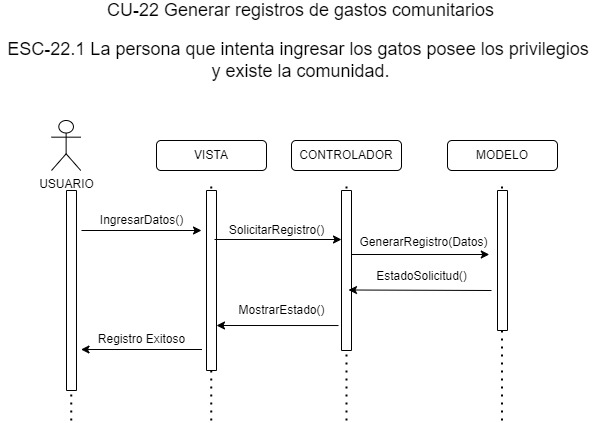 CU-22 Generar registros de gastos comunitarios
ESC-22.1 La persona que intenta ingresar los gatos posee los privilegios
y existe la comunidad.
VISTA
CONTROLADOR
MODELO
USUARIO
IngresarDatos()
SolicitarRegistro()
GenerarRegistro(Datos)
EstadoSolicitud()
MostrarEstado()
Registro Exitoso